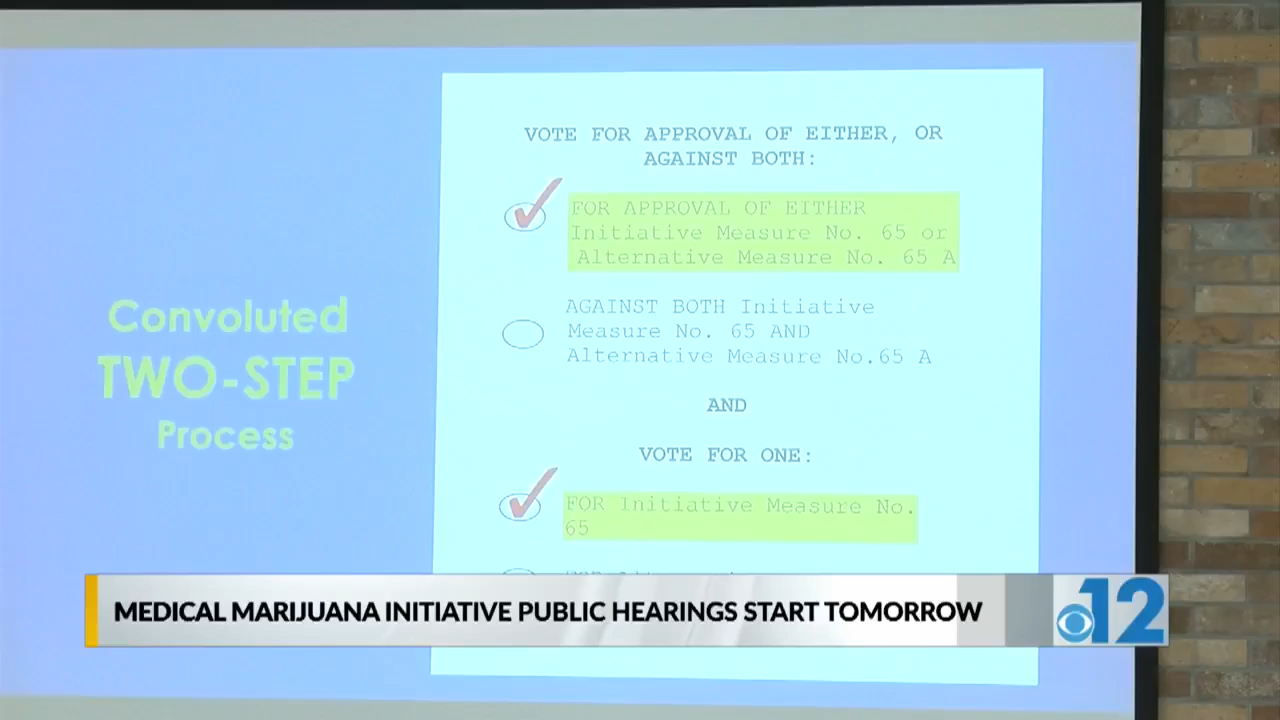 Convoluted
TWO-STEP
Process
VOTE FOR APPROVAL OF EITHER, OR
AGAINST BOTH:
FOR APPROVAL OF EITHER
Initiative Measure No. 65 or
Alternative Measure No. 65 A
AGAINST BOTH Initiative
Measure No. 65 AND
Alternative Measure No.65 A
AND
VOTE FOR ONE:
FOR Initiative Measure No.
65
MEDICAL MARIJUANA INITIATIVE PUBLIC HEARINGS START TOMORROW
12